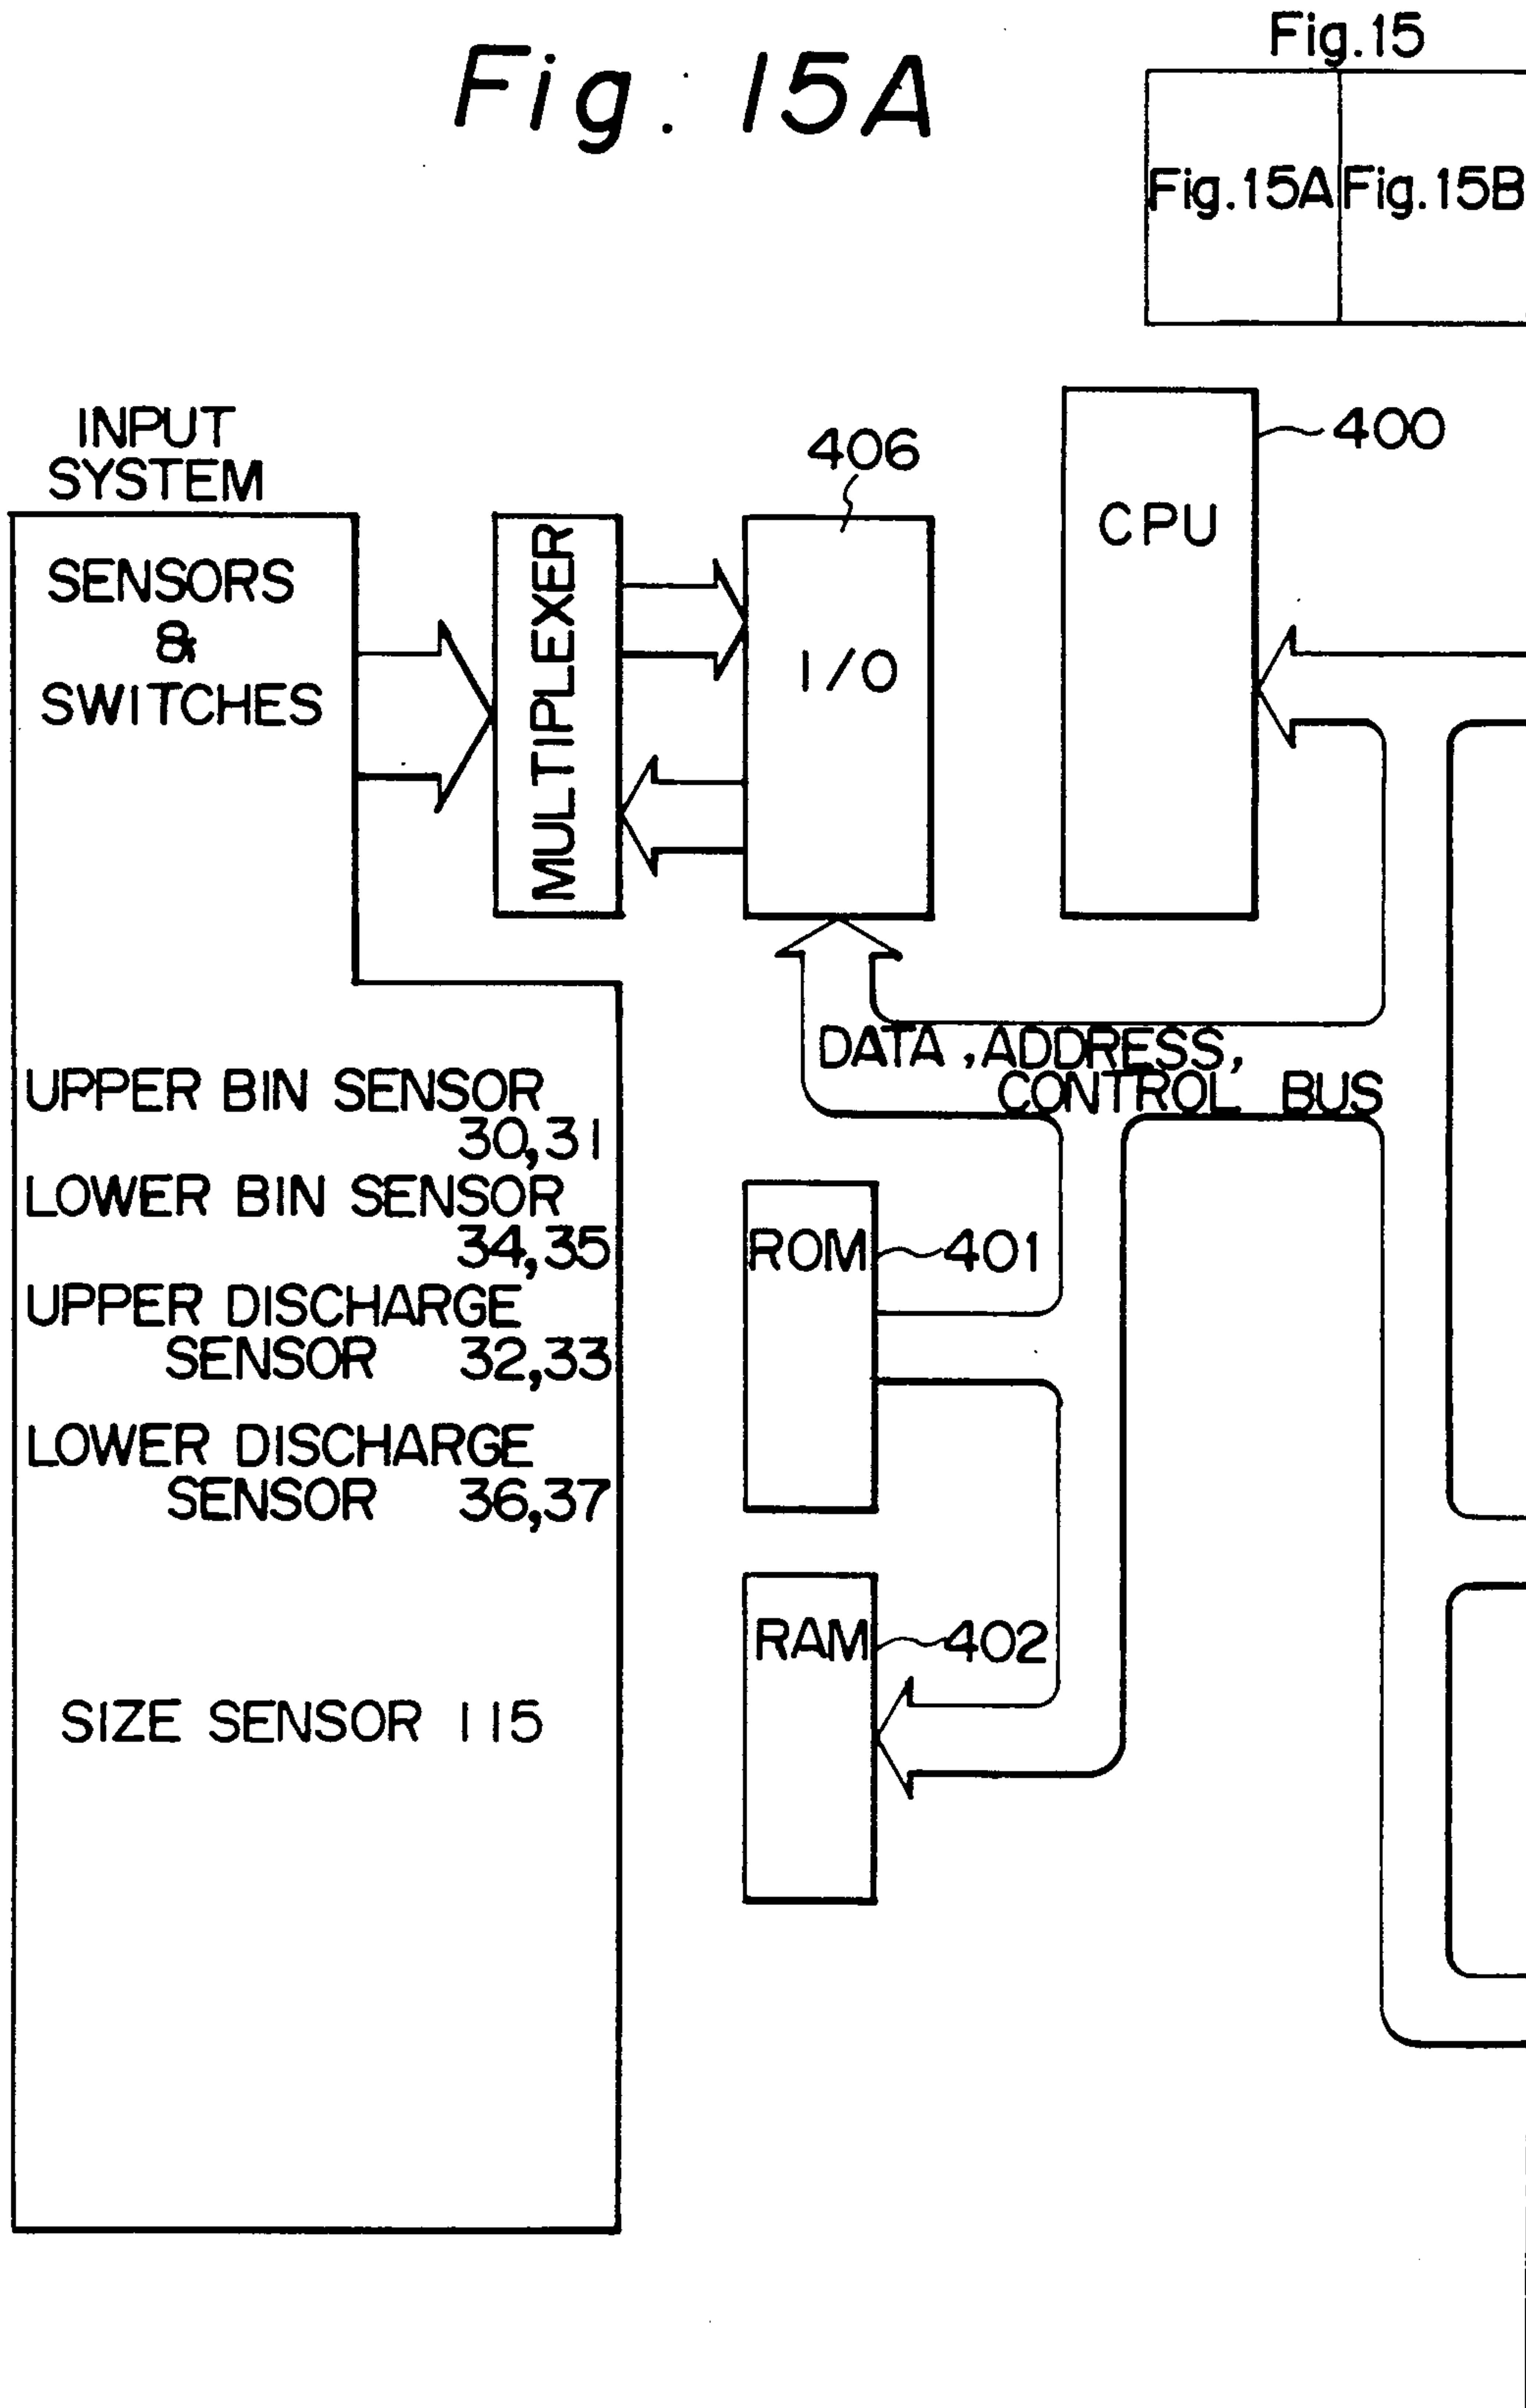 Fig. 15A
Fig.15
Fig.15A Fig.15B
INPUT
SYSTEM
SENSORS
&
SWITCHES
MULTIPLEXER
406
I/O
CPU
400
DATA ,ADDRESS,
CONTROL BUS
UPPER BIN SENSOR
30,31
LOWER BIN SENSOR
34,35
UPPER DISCHARGE
SENSOR 32,33
LOWER DISCHARGE
SENSOR 36,37
SIZE SENSOR 115
ROM
401
RAM
402